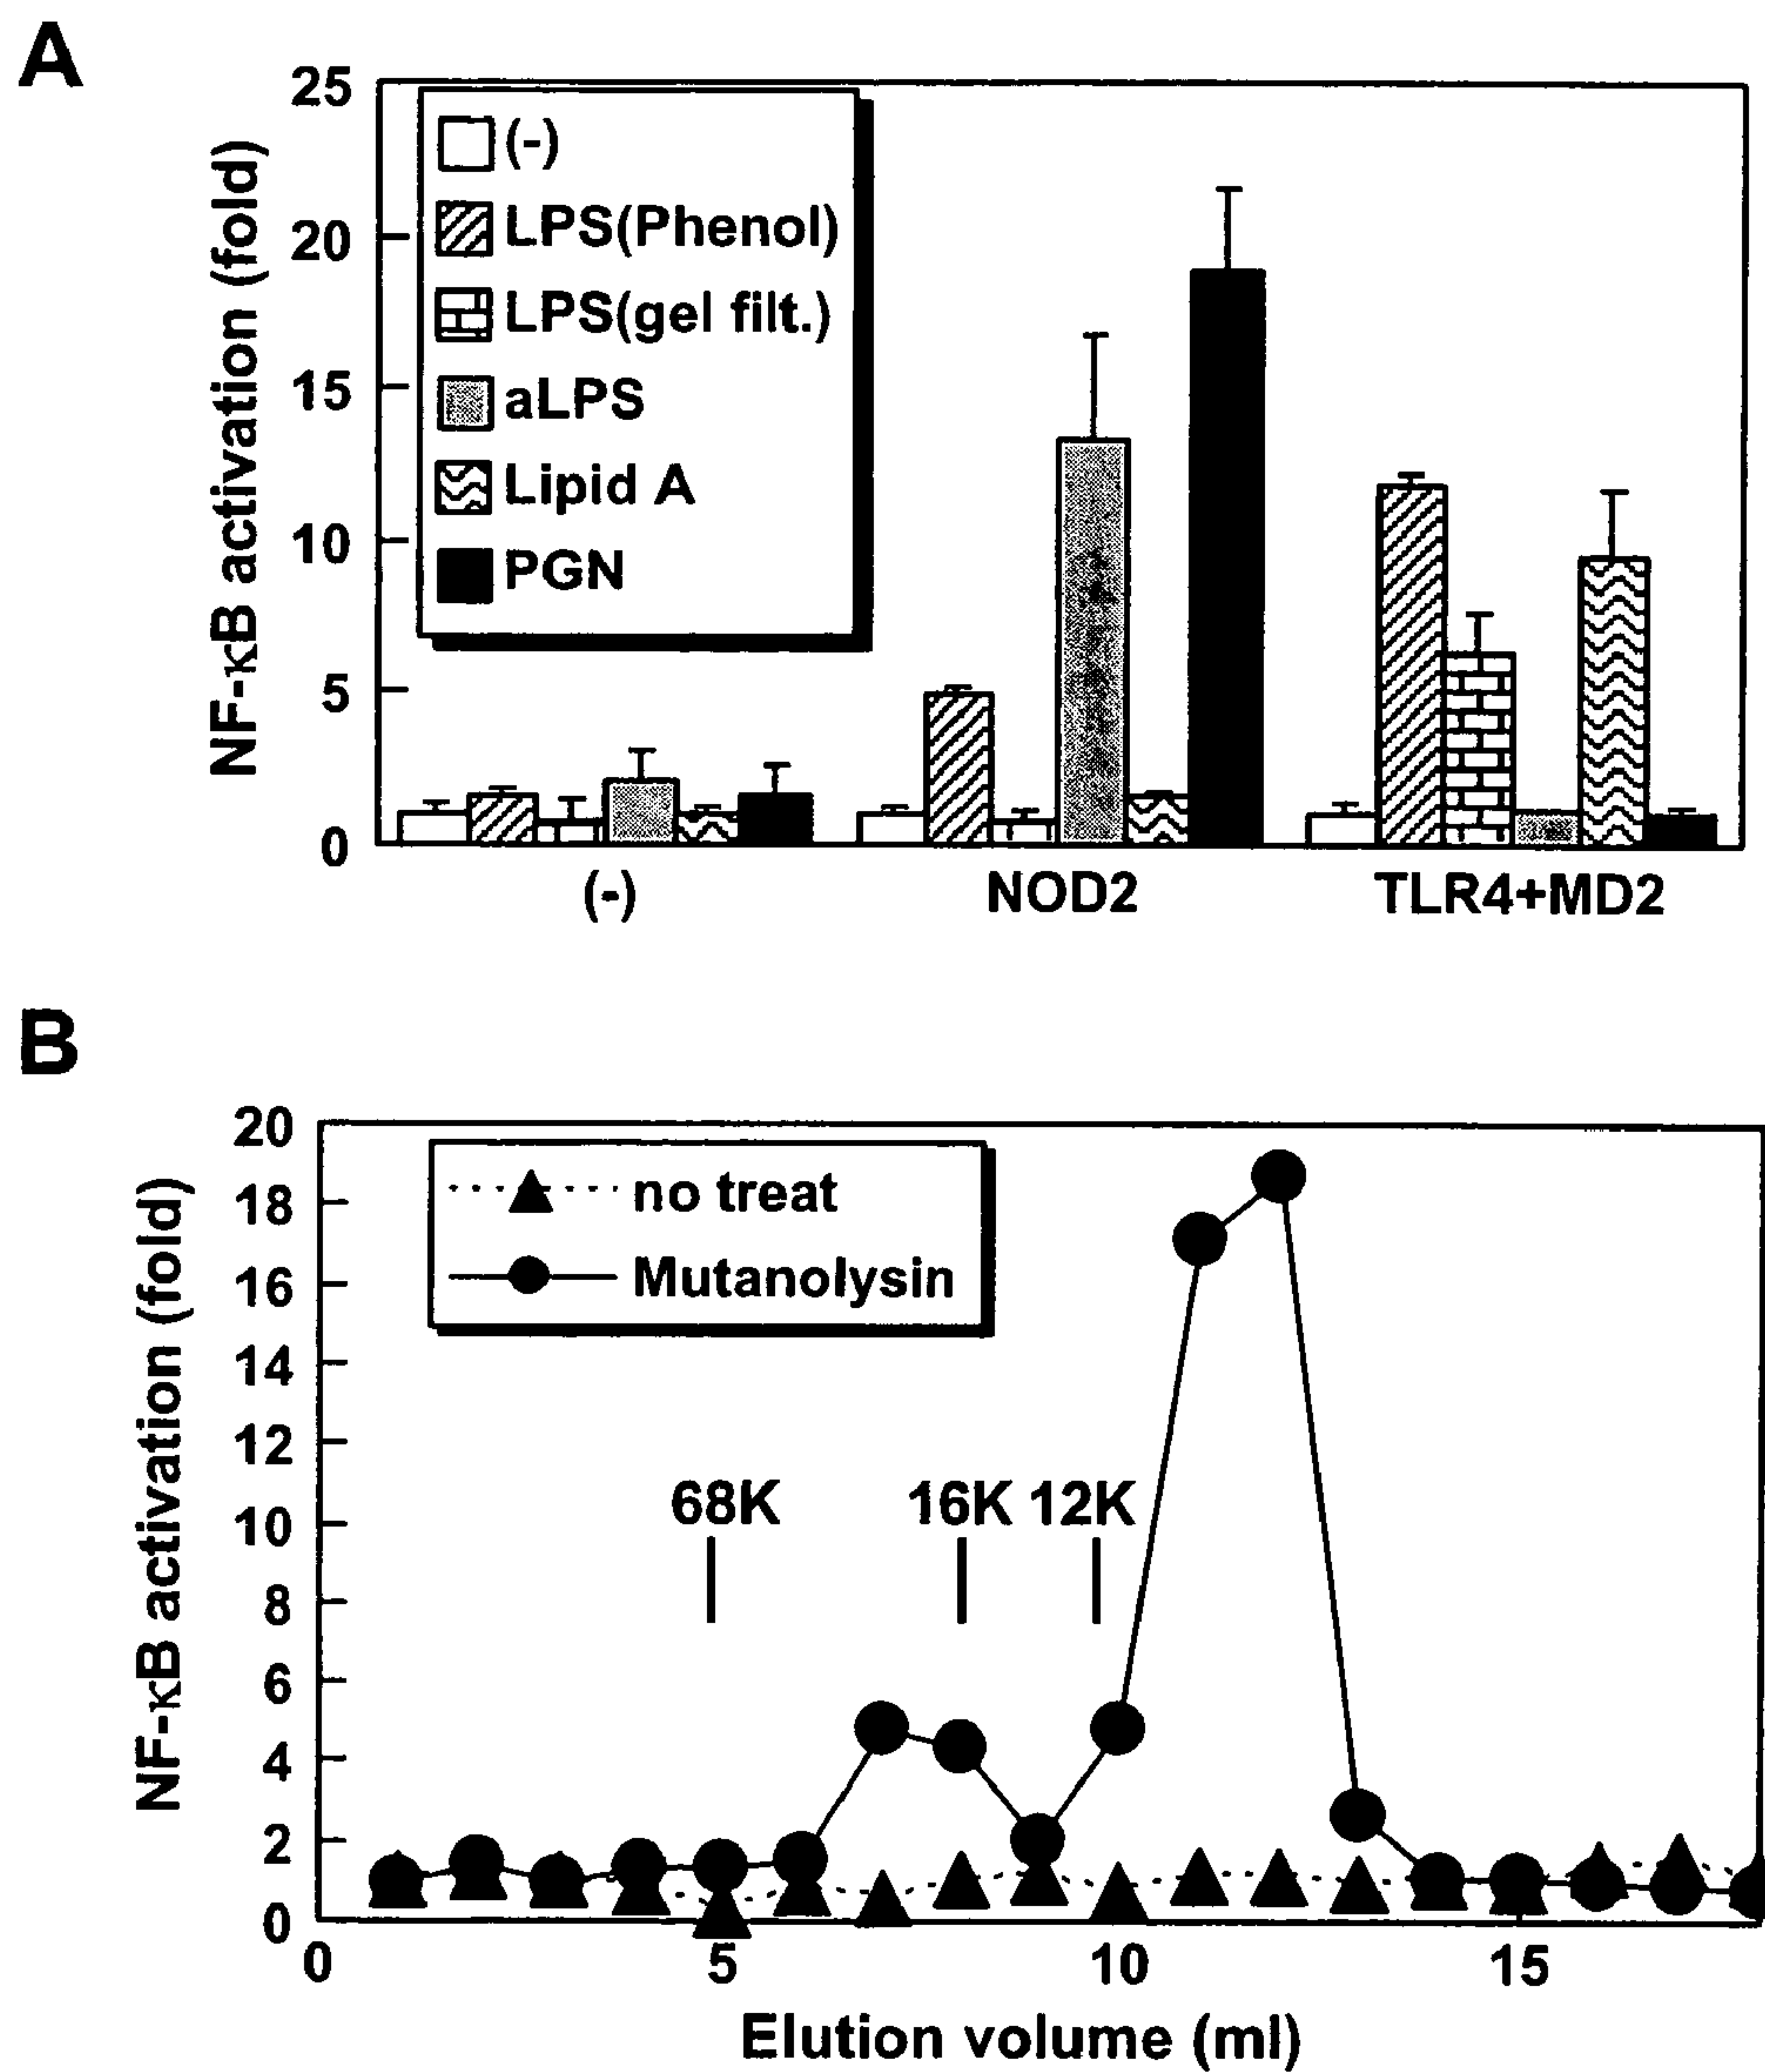 A
25
20
15
10
5
0
NF-κB activation (fold)
(-)
LPS(Phenol)
LPS(gel filt.)
aLPS
Lipid A
PGN
(-)
NOD2
TLR4+MD2
B
20
18
16
14
12
10
8
6
4
2
0
NF-κB activation (fold)
no treat
Mutanolysin
68K
16K
12K
0
5
10
15
Elution volume (ml)